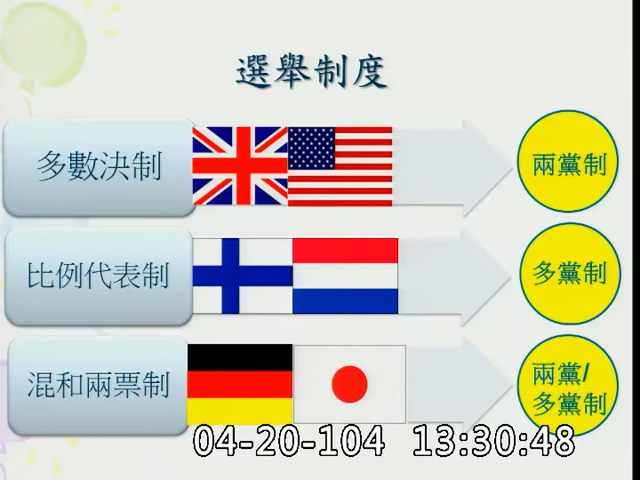 選舉制度
多數決制
兩黨制
比例代表制
多黨制
混和兩票制
兩黨/
多黨制
04-20-104 13:30:48